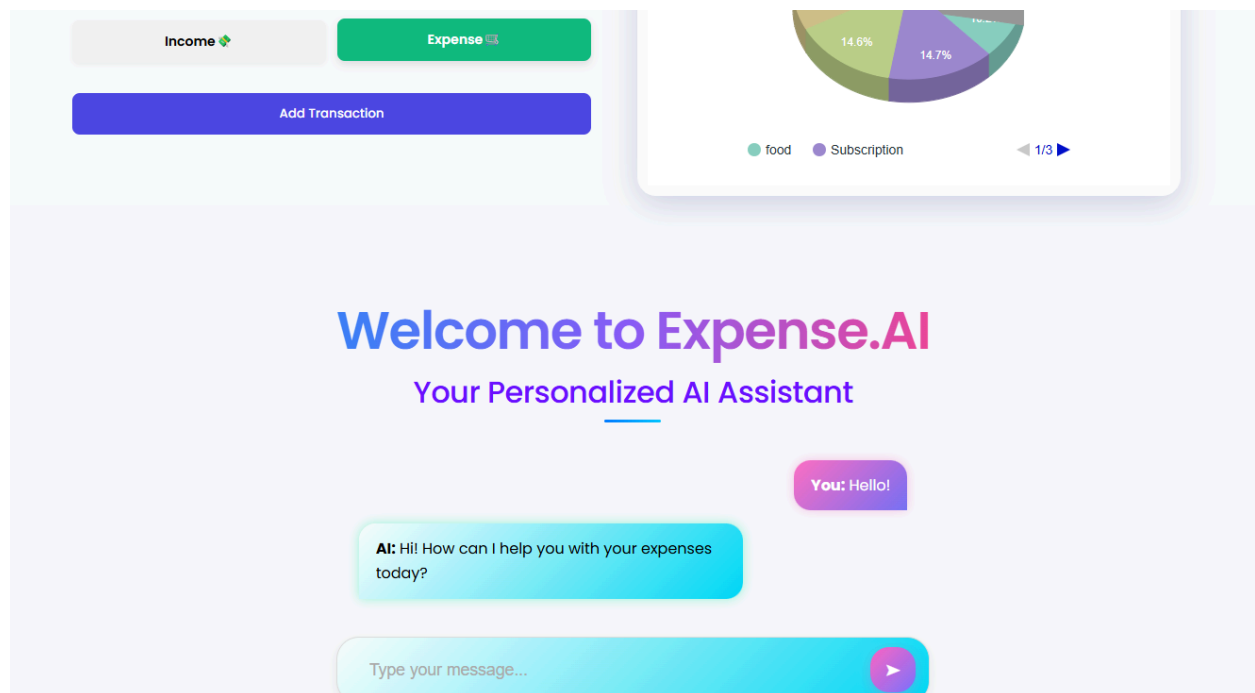 Income 💸
Expense
Add Transaction
14.6%
14.7%
food
Subscription
1/3
Welcome to Expense.AI
Your Personalized AI Assistant
You: Hello!
AI: Hi! How can I help you with your expenses
today?
Type your message...